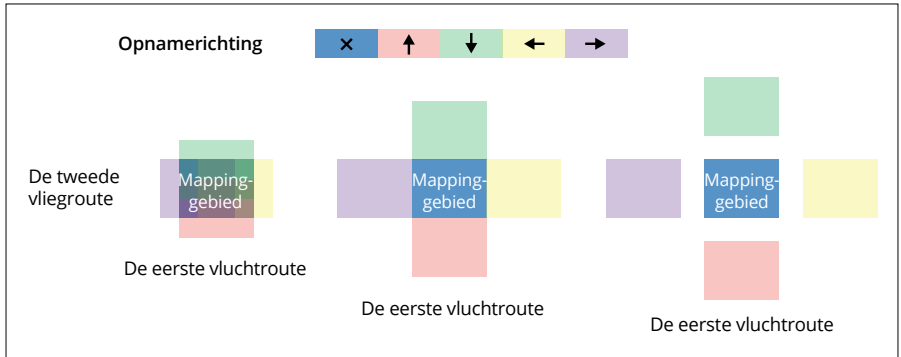 Opnamerichting
De tweede
vliegroute
Mapping-
gebied
De eerste vluchtroute
Mapping-
gebied
De eerste vluchtroute
Mapping-
gebied
De eerste vluchtroute